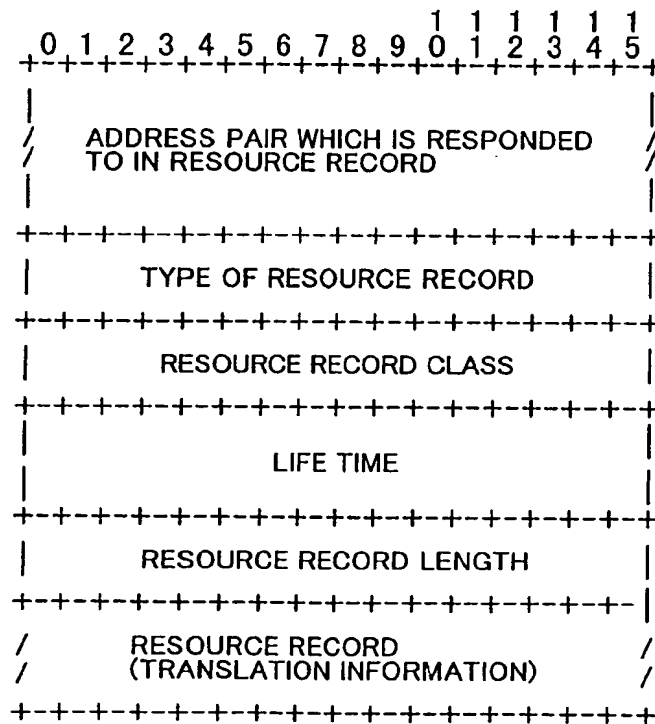 1 1 1 1 1 1
0 1 2 3 4 5 6 7 8 9 0 1 2 3 4 5
+-+-+-+-+-+-+-+-+-+-+-+-+-+-+-+-+
|                               |
/ ADDRESS PAIR WHICH IS RESPONDED /
/ TO IN RESOURCE RECORD /
|                               |
+-+-+-+-+-+-+-+-+-+-+-+-+-+-+-+-+
| TYPE OF RESOURCE RECORD |
+-+-+-+-+-+-+-+-+-+-+-+-+-+-+-+-+
| RESOURCE RECORD CLASS |
+-+-+-+-+-+-+-+-+-+-+-+-+-+-+-+-+
| LIFE TIME |
+-+-+-+-+-+-+-+-+-+-+-+-+-+-+-+-+
| RESOURCE RECORD LENGTH |
+-+-+-+-+-+-+-+-+-+-+-+-+-+-+-+-|
/ RESOURCE RECORD /
/ (TRANSLATION INFORMATION) /
+-+-+-+-+-+-+-+-+-+-+-+-+-+-+-+-+